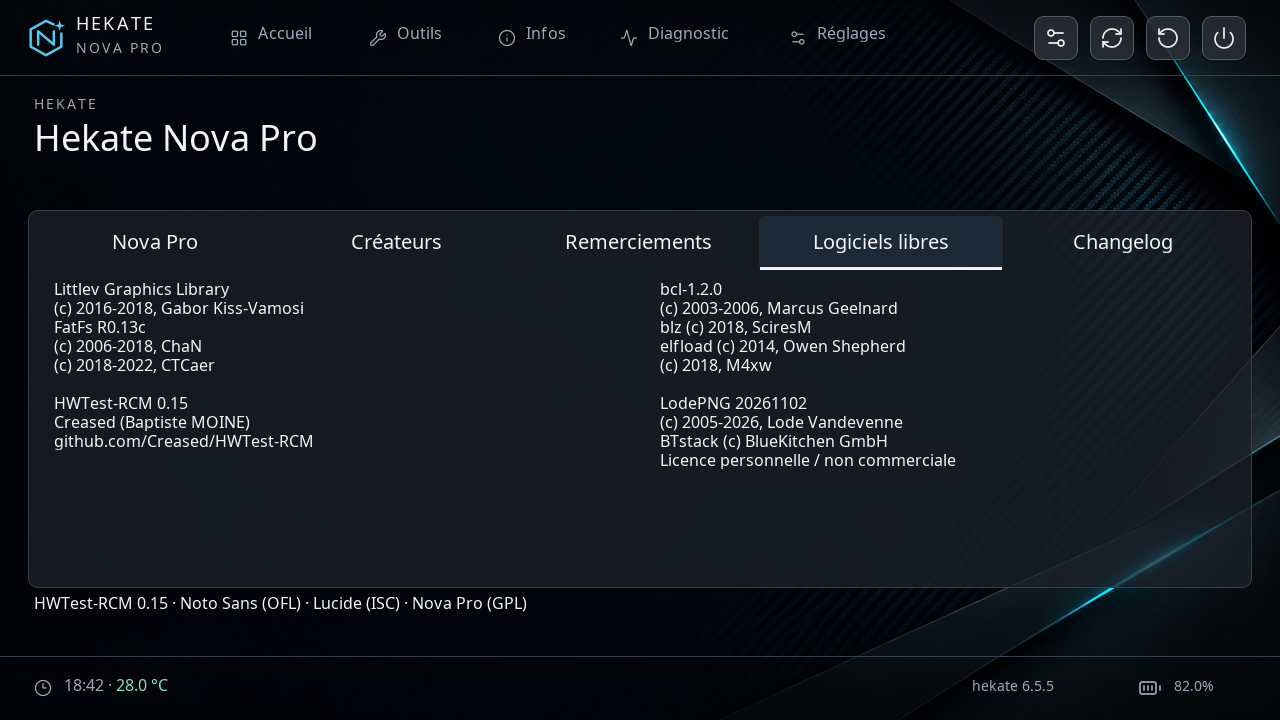 HEKATE
NOVA PRO
Accueil
Outils
Infos
Diagnostic
Réglages
HEKATE
Hekate Nova Pro
Nova Pro
Créateurs
Remerciements
Logiciels libres
Changelog
Littlev Graphics Library
(c) 2016-2018, Gabor Kiss-Vamosi
FatFs R0.13c
(c) 2006-2018, ChaN
(c) 2018-2022, CTCaer
HWTest-RCM 0.15
Creased (Baptiste MOINE)
github.com/Creased/HWTest-RCM
bcl-1.2.0
(c) 2003-2006, Marcus Geelnard
blz (c) 2018, SciresM
elfload (c) 2014, Owen Shepherd
(c) 2018, M4xw
LodePNG 20261102
(c) 2005-2026, Lode Vandevenne
BTstack (c) BlueKitchen GmbH
Licence personnelle / non commerciale
HWTest-RCM 0.15 · Noto Sans (OFL) · Lucide (ISC) · Nova Pro (GPL)
18:42 · 28.0 °C
hekate 6.5.5
82.0%